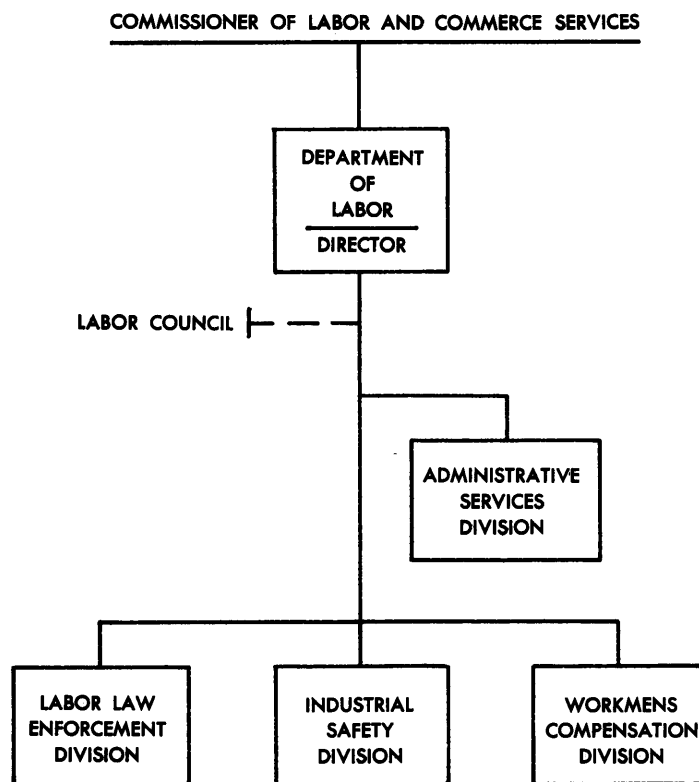 COMMISSIONER OF LABOR AND COMMERCE SERVICES
DEPARTMENT
OF
LABOR
DIRECTOR
LABOR COUNCIL
ADMINISTRATIVE
SERVICES
DIVISION
LABOR LAW
ENFORCEMENT
DIVISION
INDUSTRIAL
SAFETY
DIVISION
WORKMENS
COMPENSATION
DIVISION